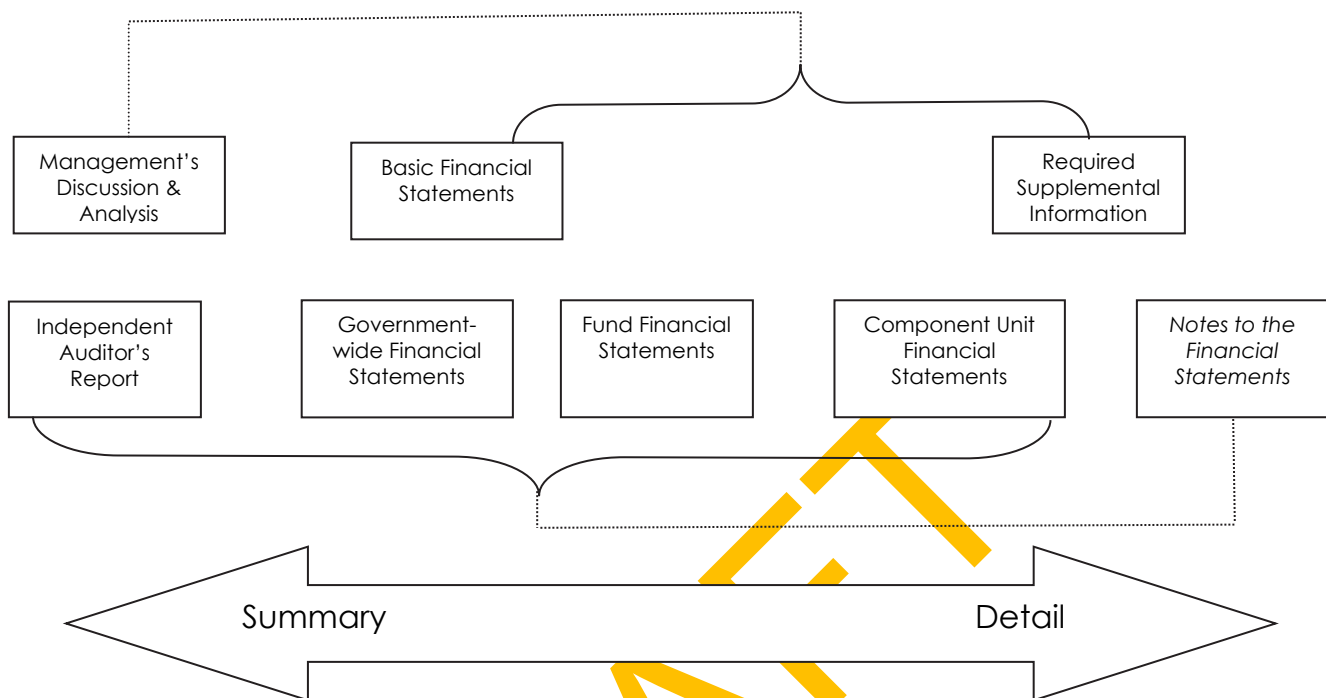 Management’s
Discussion &
Analysis
Basic Financial
Statements
Required
Supplemental
Information
Independent
Auditor’s
Report
Government-
wide Financial
Statements
Fund Financial
Statements
Component Unit
Financial
Statements
Notes to the
Financial
Statements
Summary
Detail